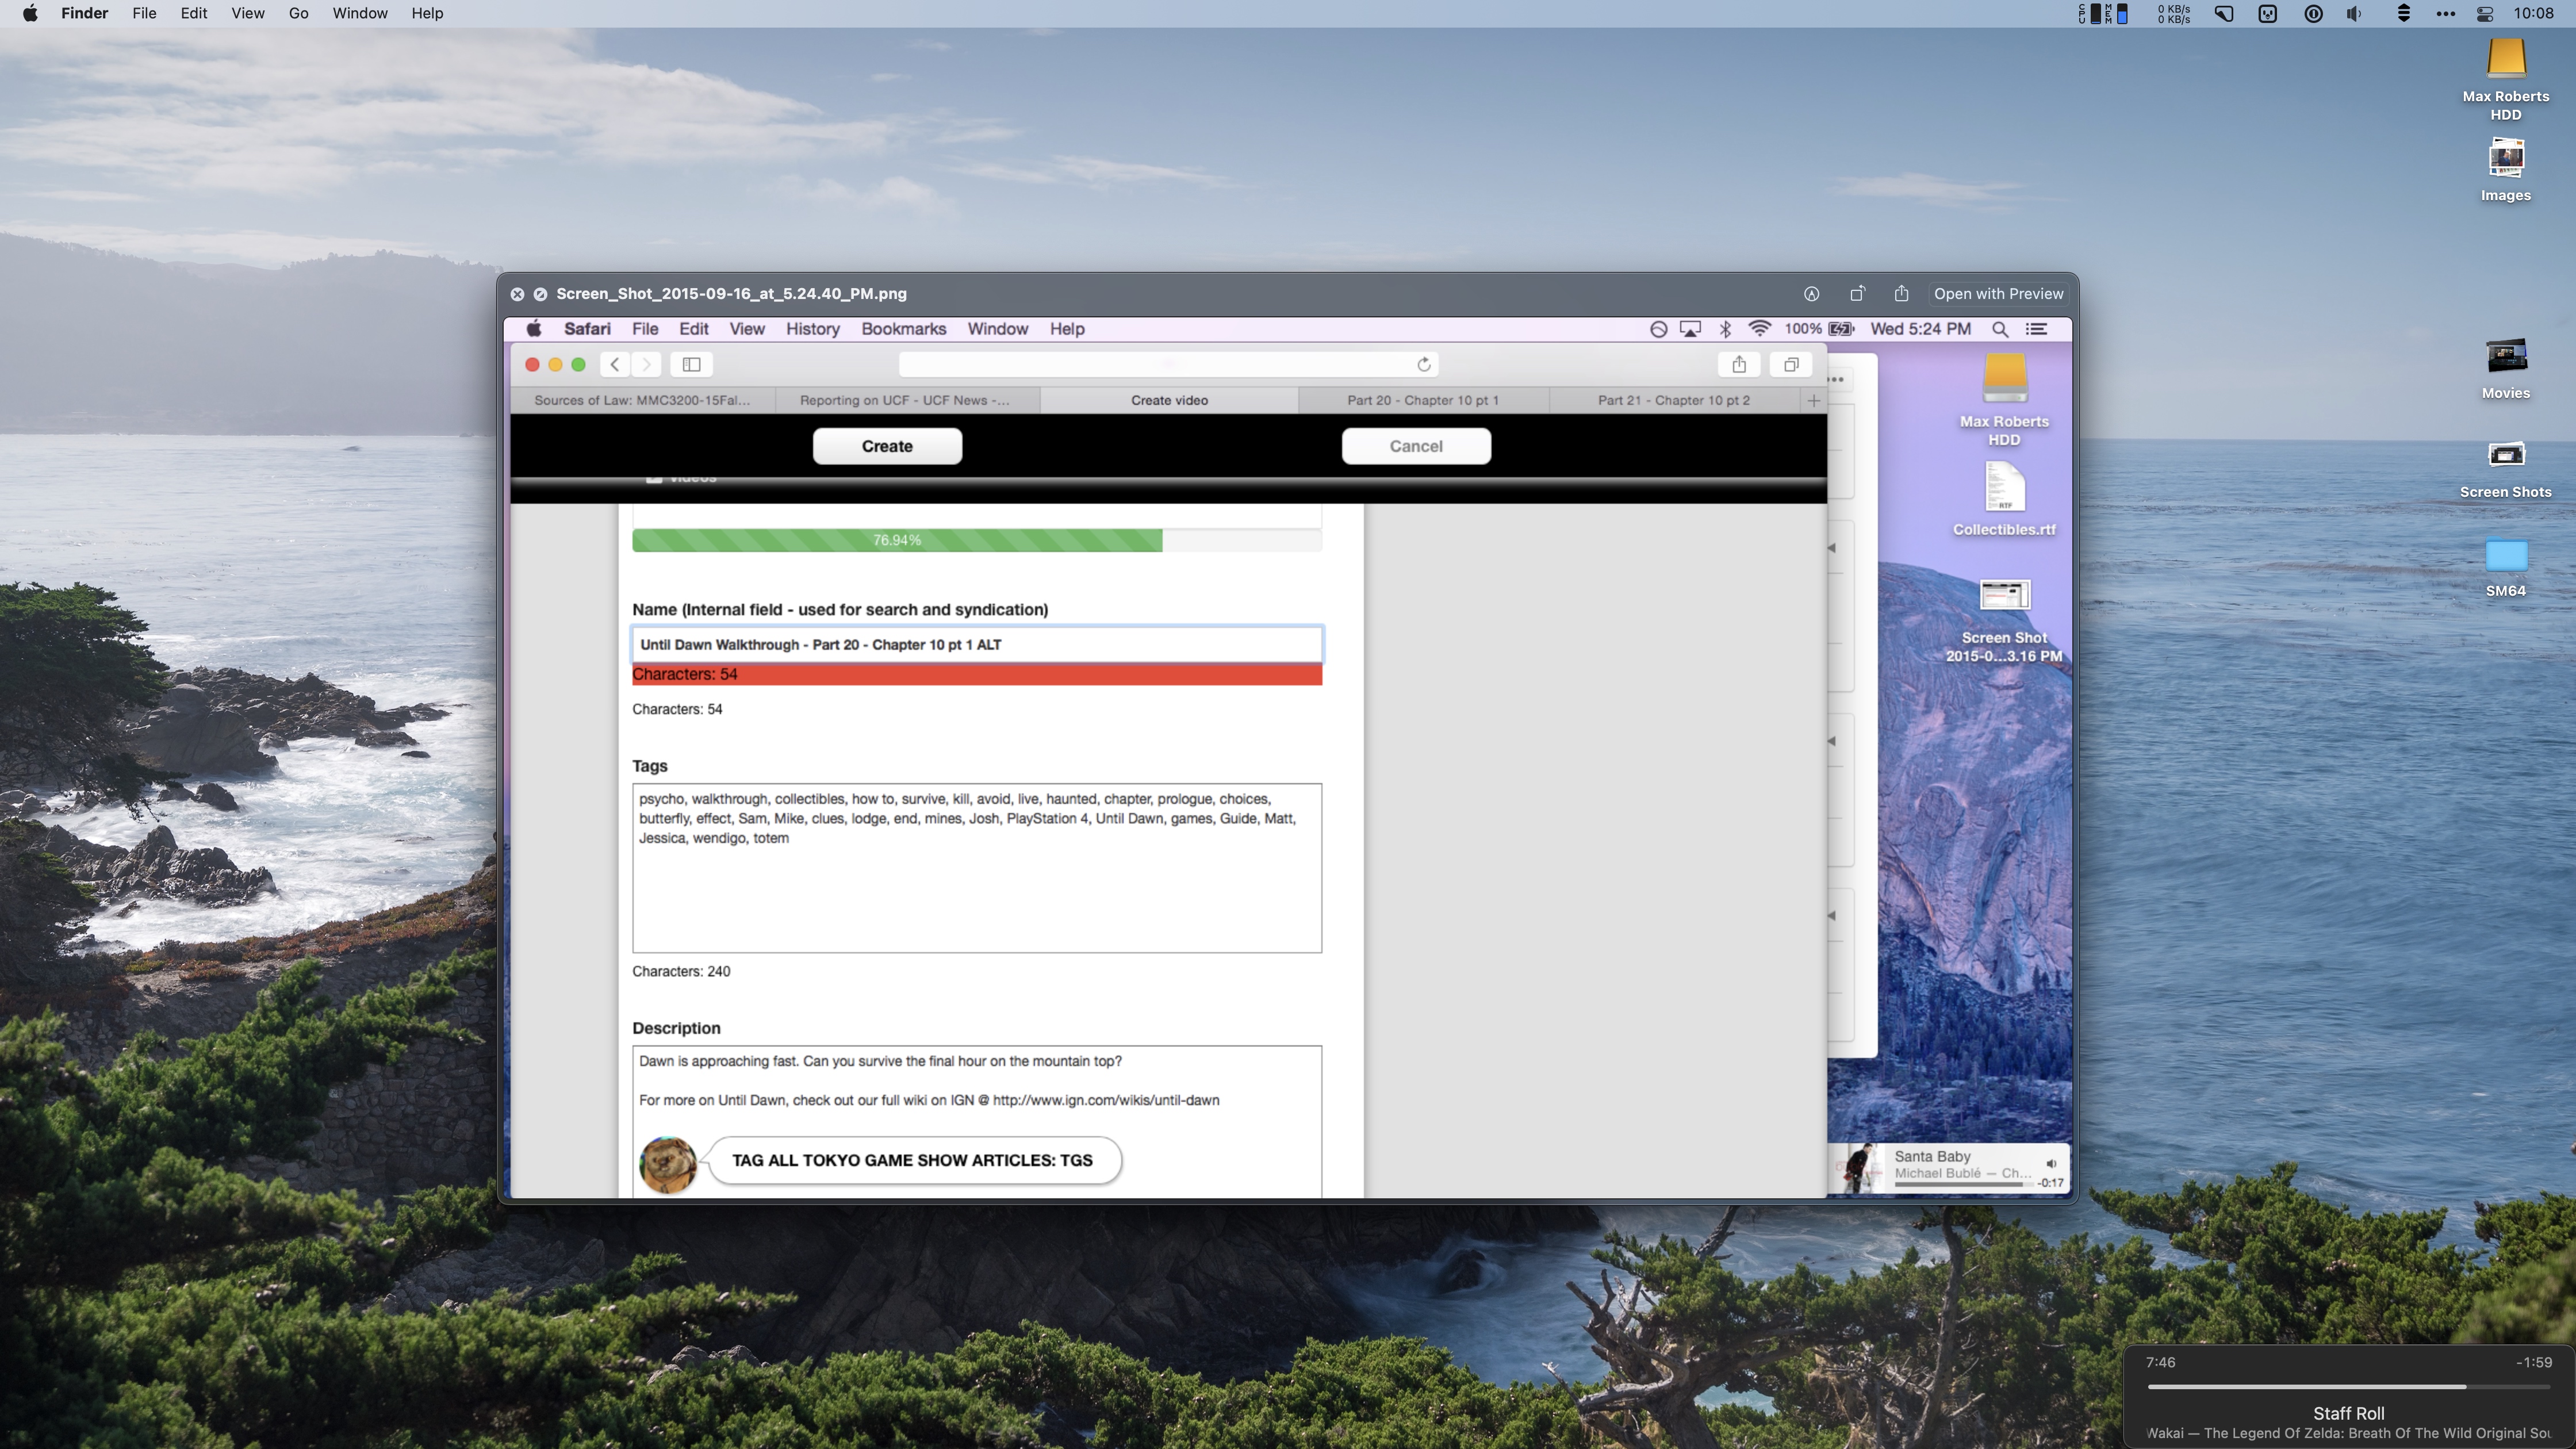 Finder File Edit View Go Window Help
CPU MEM 0 KB/s 0 KB/s 10:08
Max Roberts HDD
Images
Movies
Screen Shots
SM64
Screen_Shot_2015-09-16_at_5.24.40_PM.png Open with Preview
Safari File Edit View History Bookmarks Window Help 100% Wed 5:24 PM
Sources of Law: MMC3200-15Fal... Reporting on UCF - UCF News -... Create video Part 20 - Chapter 10 pt 1 Part 21 - Chapter 10 pt 2
Create Cancel
Videos
76.94%
Name (Internal field - used for search and syndication)
Until Dawn Walkthrough - Part 20 - Chapter 10 pt 1 ALT
Characters: 54
Characters: 54
Tags
psycho, walkthrough, collectibles, how to, survive, kill, avoid, live, haunted, chapter, prologue, choices,
butterfly, effect, Sam, Mike, clues, lodge, end, mines, Josh, PlayStation 4, Until Dawn, games, Guide, Matt,
Jessica, wendigo, totem
Characters: 240
Description
Dawn is approaching fast. Can you survive the final hour on the mountain top?
For more on Until Dawn, check out our full wiki on IGN @ http://www.ign.com/wikis/until-dawn
TAG ALL TOKYO GAME SHOW ARTICLES: TGS
Max Roberts
HDD
RTF
Collectibles.rtf
Screen Shot
2015-0...3.16 PM
Santa Baby
Michael Bublé — Ch...
-0:17
7:46 -1:59
Staff Roll
Wakai — The Legend Of Zelda: Breath Of The Wild Original Sou